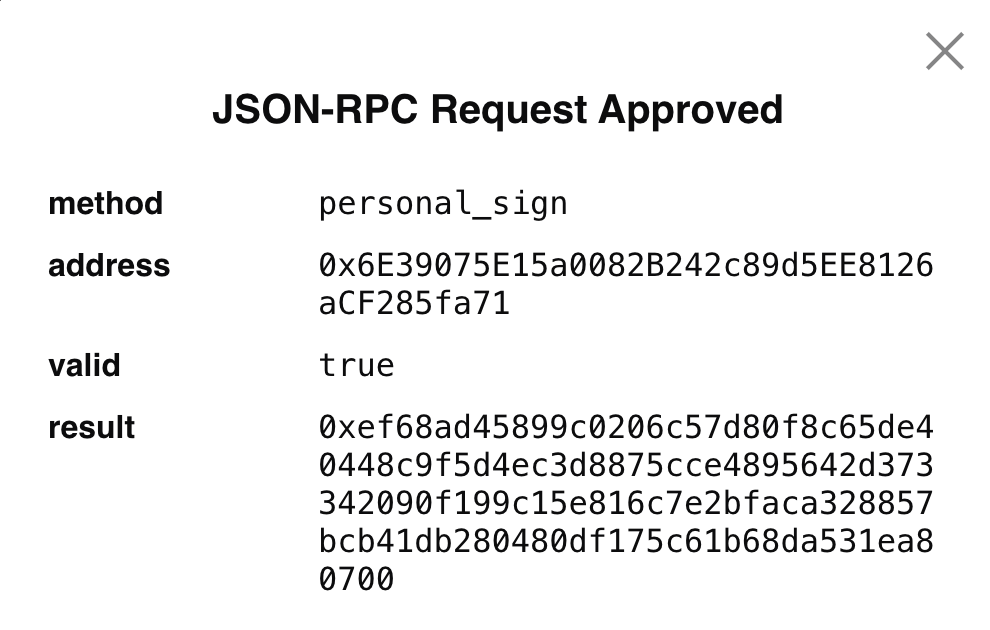 JSON-RPC Request Approved
method personal_sign
address 0x6E39075E15a0082B242c89d5EE8126
aCF285fa71
valid true
result 0xef68ad45899c0206c57d80f8c65de4
0448c9f5d4ec3d8875cce4895642d373
342090f199c15e816c7e2bfaca328857
bcb41db280480df175c61b68da531ea8
0700